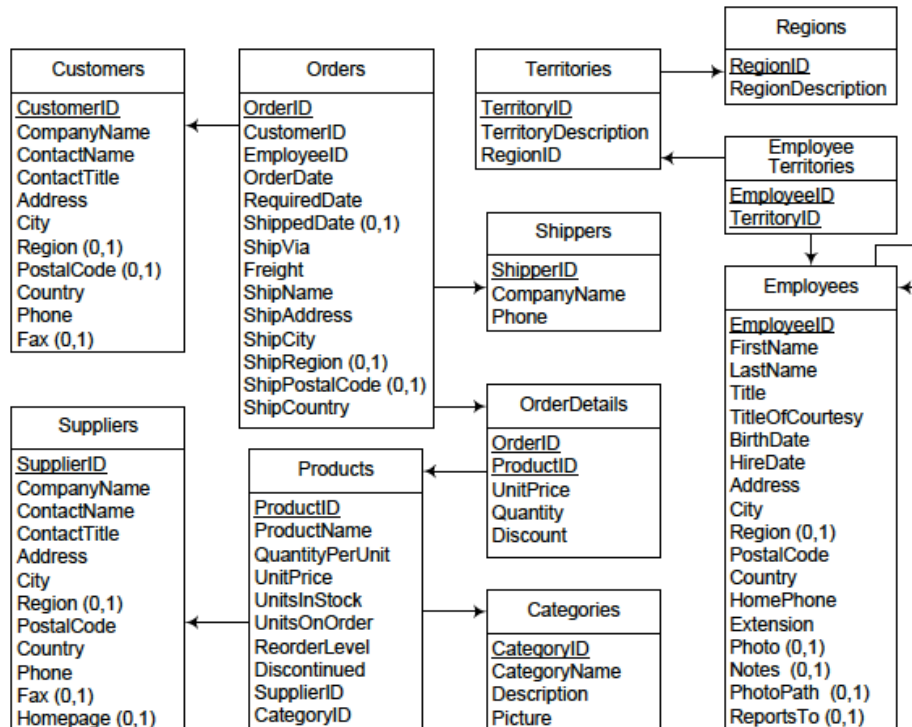 Customers
CustomerID
CompanyName
ContactName
ContactTitle
Address
City
Region (0,1)
PostalCode (0,1)
Country
Phone
Fax (0,1)
Orders
OrderID
CustomerID
EmployeeID
OrderDate
RequiredDate
ShippedDate (0,1)
ShipVia
Freight
ShipName
ShipAddress
ShipCity
ShipRegion (0,1)
ShipPostalCode (0,1)
ShipCountry
Territories
TerritoryID
TerritoryDescription
RegionID
Regions
RegionID
RegionDescription
Employee
Territories
EmployeeID
TerritoryID
Shippers
ShipperID
CompanyName
Phone
Employees
EmployeeID
FirstName
LastName
Title
TitleOfCourtesy
BirthDate
HireDate
Address
City
Region (0,1)
PostalCode
Country
HomePhone
Extension
Photo (0,1)
Notes (0,1)
PhotoPath (0,1)
ReportsTo (0,1)
OrderDetails
OrderID
ProductID
UnitPrice
Quantity
Discount
Suppliers
SupplierID
CompanyName
ContactName
ContactTitle
Address
City
Region (0,1)
PostalCode
Country
Phone
Fax (0,1)
Homepage (0,1)
Products
ProductID
ProductName
QuantityPerUnit
UnitPrice
UnitsInStock
UnitsOnOrder
ReorderLevel
Discontinued
SupplierID
CategoryID
Categories
CategoryID
CategoryName
Description
Picture